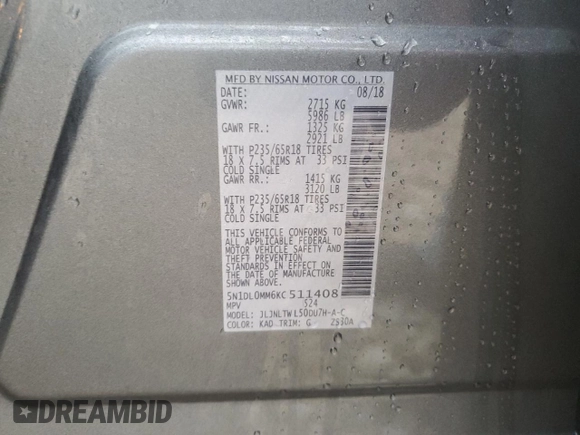 MFD BY NISSAN MOTOR CO., LTD.
DATE: 08/18
GVWR: 2715 KG
5986 LB
GAWR FR.: 1325 KG
2921 LB
WITH P235/65R18 TIRES
18 X 7.5 RIMS AT 33 PSI
COLD SINGLE
GAWR RR.: 1415 KG
3120 LB
WITH P235/65R18 TIRES
18 X 7.5 RIMS AT 33 PSI
COLD SINGLE
THIS VEHICLE CONFORMS TO
ALL APPLICABLE FEDERAL
MOTOR VEHICLE SAFETY AND
THEFT PREVENTION
STANDARDS IN EFFECT ON
THE DATE OF MANUFACTURE
SHOWN ABOVE.
5N1DL0MM6KC511408
MPV S24
MODEL:
COLOR: KAD TRIM: G
DREAMBID